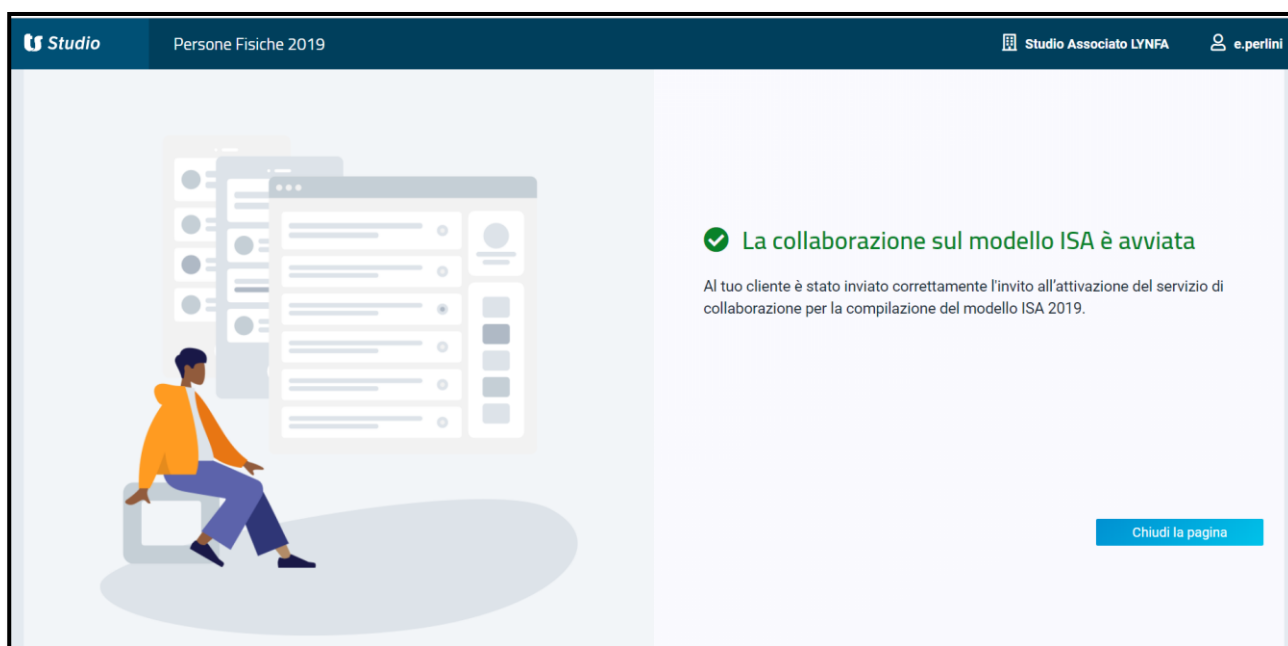 ts Studio
Persone Fisiche 2019
Studio Associato LYNFA
e.perlini
La collaborazione sul modello ISA è avviata
Al tuo cliente è stato inviato correttamente l'invito all'attivazione del servizio di
collaborazione per la compilazione del modello ISA 2019.
Chiudi la pagina